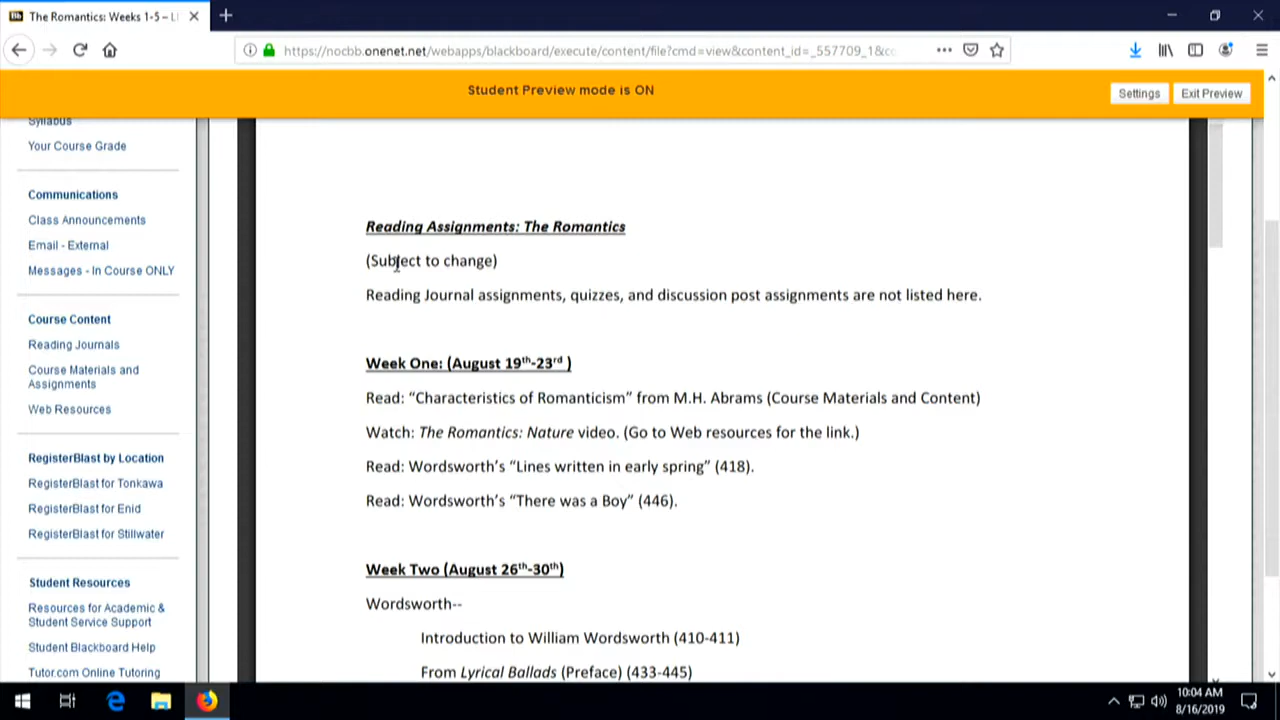 The Romantics: Weeks 1-5 – L
https://nocbb.onenet.net/webapps/blackboard/execute/content/file?cmd=view&content_id=_557709_1&c
Student Preview mode is ON
Settings
Exit Preview
Syllabus
Your Course Grade
Communications
Class Announcements
Email - External
Messages - In Course ONLY
Course Content
Reading Journals
Course Materials and
Assignments
Web Resources
RegisterBlast by Location
RegisterBlast for Tonkawa
RegisterBlast for Enid
RegisterBlast for Stillwater
Student Resources
Resources for Academic &
Student Service Support
Student Blackboard Help
Tutor.com Online Tutoring
Reading Assignments: The Romantics
(Subject to change)
Reading Journal assignments, quizzes, and discussion post assignments are not listed here.
Week One: (August 19th-23rd )
Read: “Characteristics of Romanticism” from M.H. Abrams (Course Materials and Content)
Watch: The Romantics: Nature video. (Go to Web resources for the link.)
Read: Wordsworth’s “Lines written in early spring” (418).
Read: Wordsworth’s “There was a Boy” (446).
Week Two (August 26th-30th)
Wordsworth--
Introduction to William Wordsworth (410-411)
From Lyrical Ballads (Preface) (433-445)
10:04 AM
8/16/2019